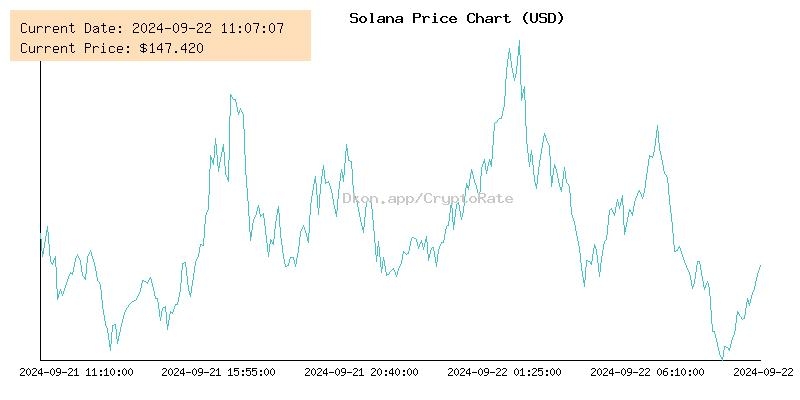 Solana Price Chart (USD)
Current Date: 2024-09-22 11:07:07
Current Price: $147.420
Dron.app/CryptoRate
2024-09-21 11:10:00 2024-09-21 15:55:00 2024-09-21 20:40:00 2024-09-22 01:25:00 2024-09-22 06:10:00 2024-09-22